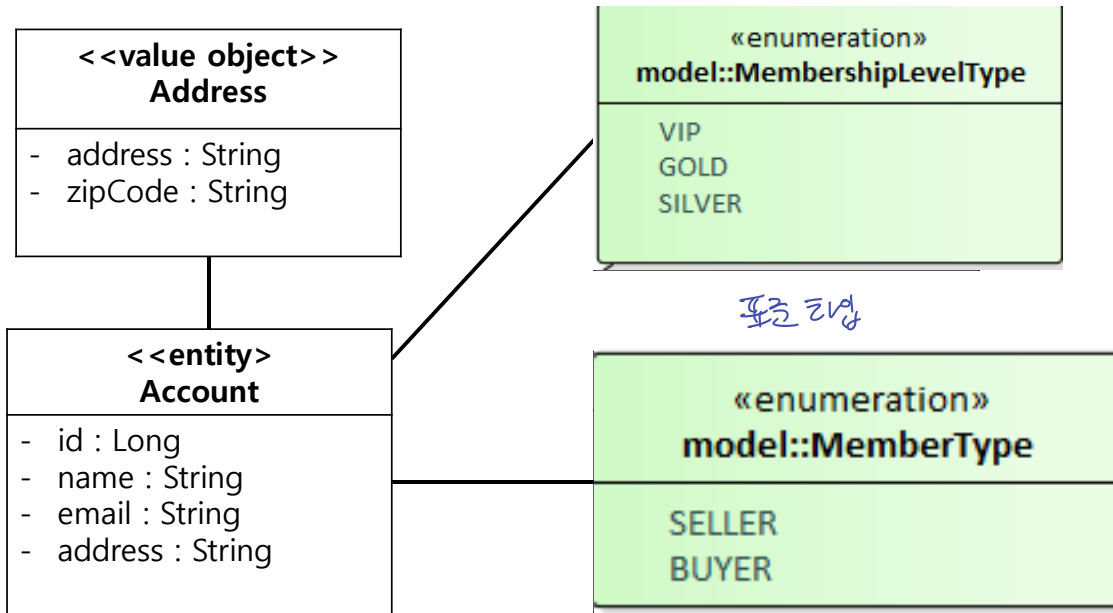 <<value object>>
Address
- address : String
- zipCode : String
«enumeration»
model::MembershipLevelType
VIP
GOLD
SILVER
표준 타입
<<entity>
Account
- id : Long
- name : String
- email : String
- address : String
«enumeration»
model::MemberType
SELLER
BUYER